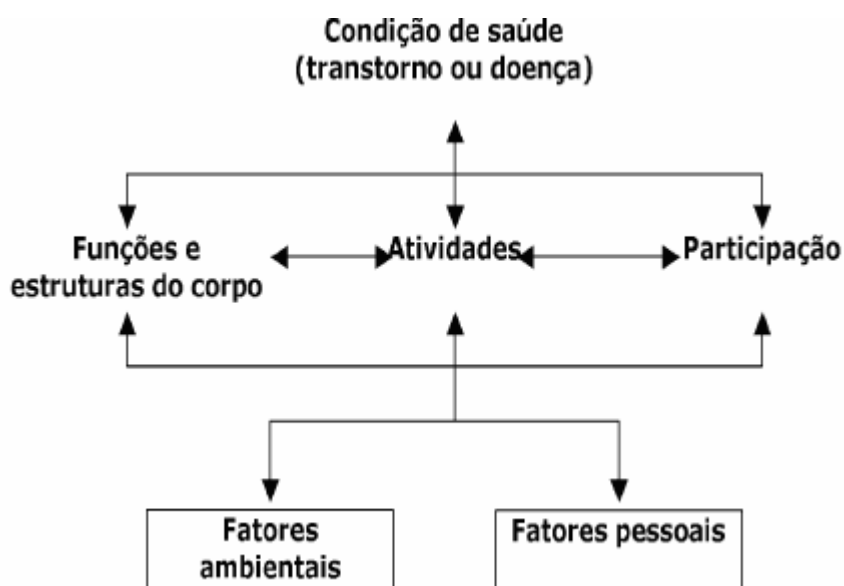 Condição de saúde
(transtorno ou doença)
Funções e
estruturas do corpo
Atividades
Participação
Fatores
ambientais
Fatores pessoais